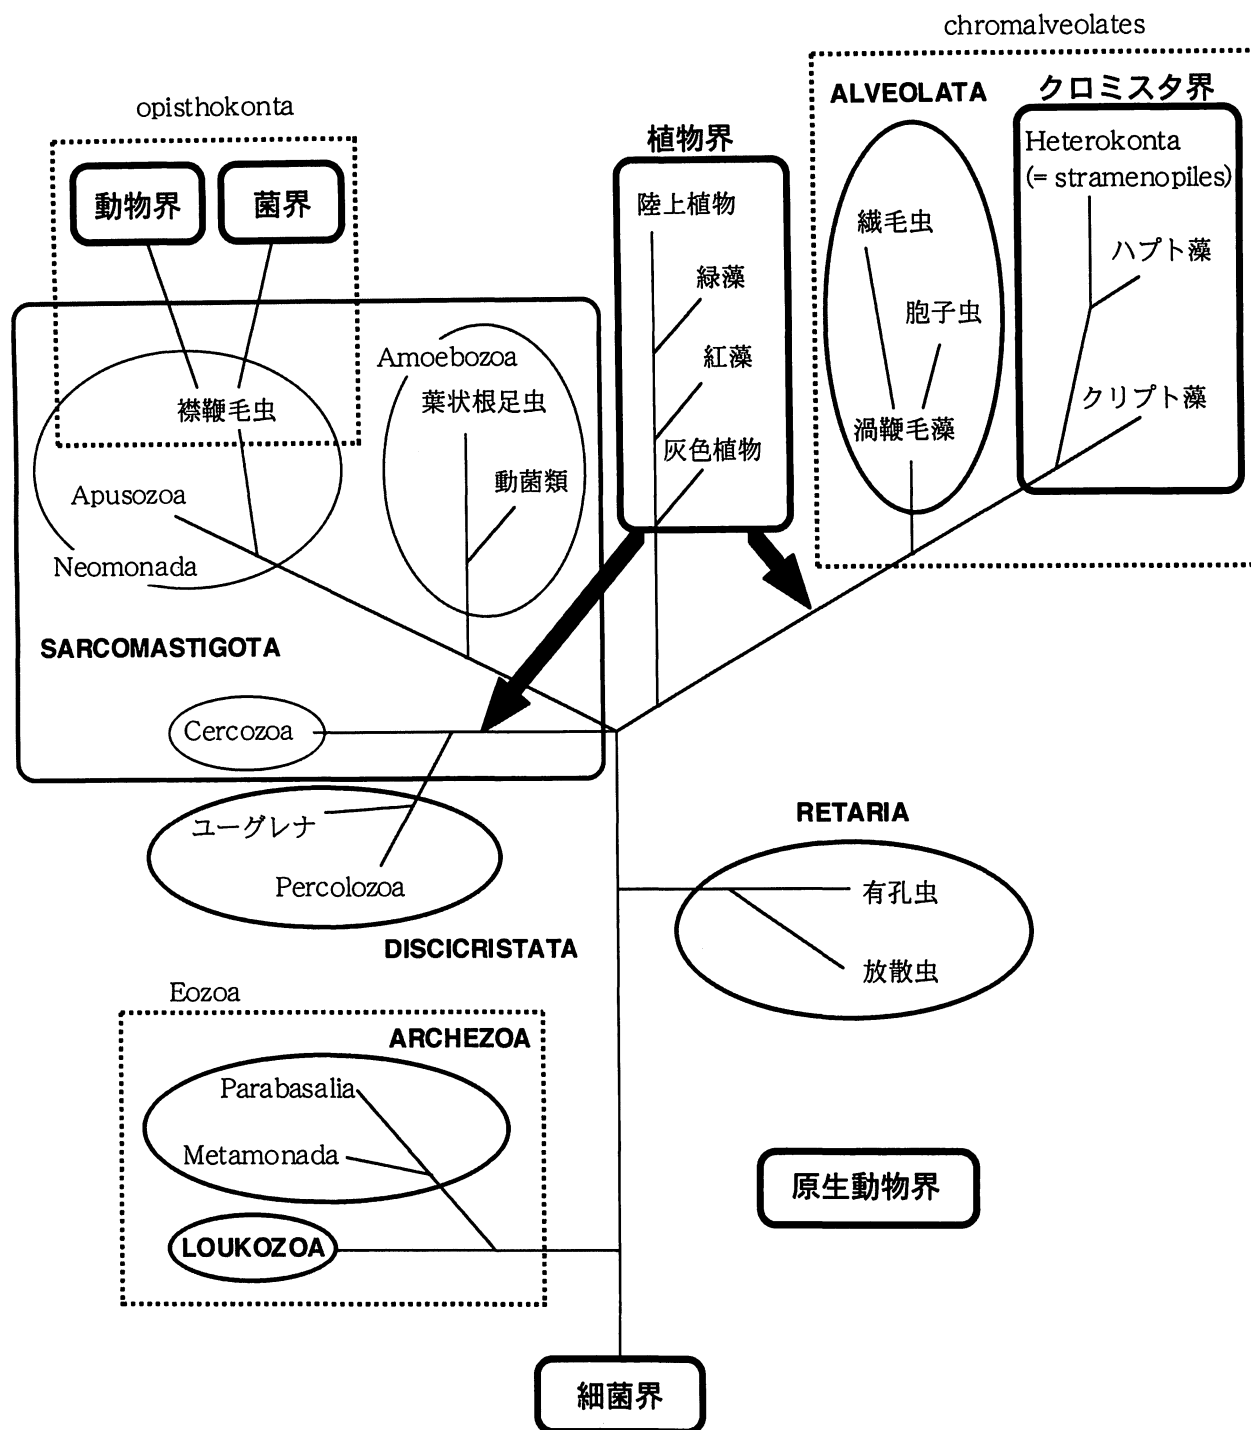 chromalveolates
opisthokonta
ALVEOLATA
クロミスタ界
植物界
動物界
菌界
Heterokonta
(= stramenopiles)
陸上植物
繊毛虫
ハプト藻
緑藻
胞子虫
Amoebozoa
紅藻
葉状根足虫
襟鞭毛虫
クリプト藻
渦鞭毛藻
灰色植物
動菌類
Apusozoa
Neomonada
SARCOMASTIGOTA
Cercozoa
ユーグレナ
RETARIA
Percolozoa
有孔虫
DISCICRISTATA
放散虫
Eozoa
ARCHEZOA
Parabasalia
Metamonada
原生動物界
LOUKOZOA
細菌界